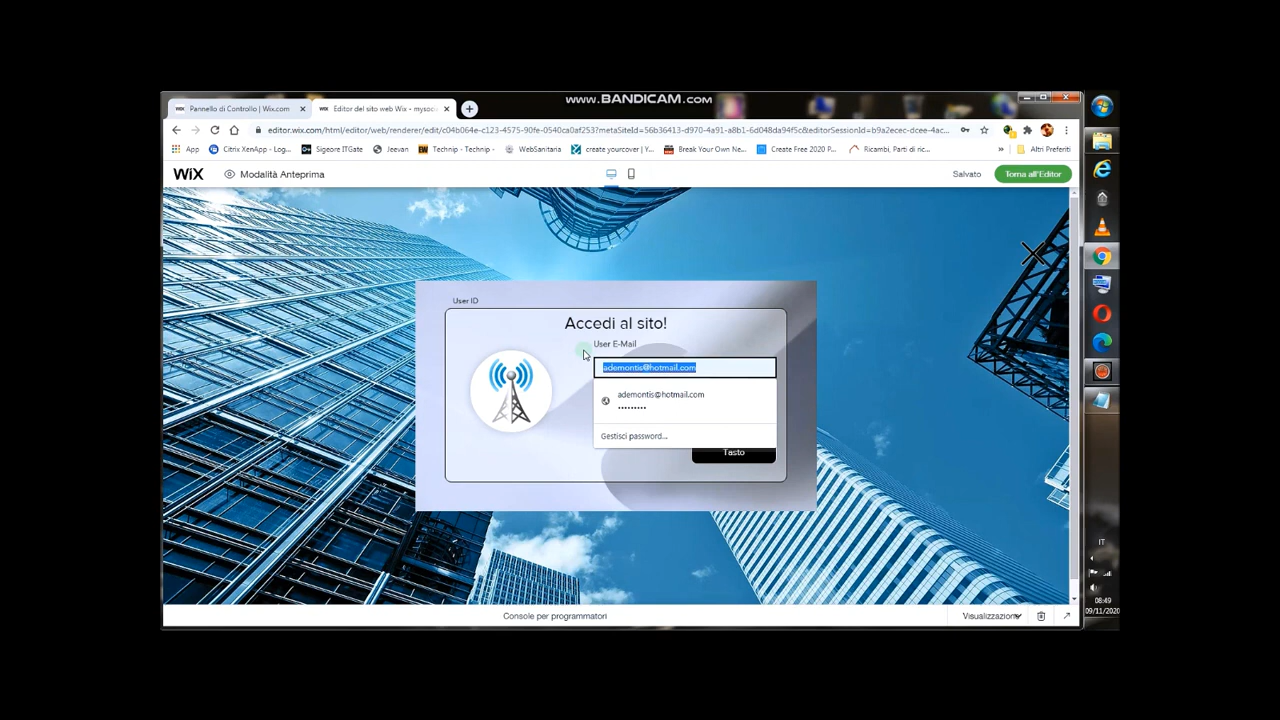 www.BANDICAM.com
WiX Pannello di Controllo | Wix.com
WiX Editor del sito web Wix - mysoc
editor.wix.com/html/editor/web/renderer/edit/c04b064e-c123-4575-90fe-0540ca0af253?metaSiteId=56b36413-d970-4a91-a8b1-6d048da94f5c&editorSessionId=b9a2ecec-dcee-4ac...
App Citrix XenApp - Log... Sigeore ITGate Jeevan Technip - Technip - WebSanitaria create yourcover | Y... Break Your Own Ne... Create Free 2020 P... Ricambi, Parti di ric... » Altri Preferiti
WiX Modalità Anteprima Salvato Torna all'Editor
User ID
Accedi al sito!
User E-Mail
ademontis@hotmail.com
ademontis@hotmail.com
•••••••••
Gestisci password...
Tasto
Console per programmatori Visualizzazione
IT
08:49
09/11/2020